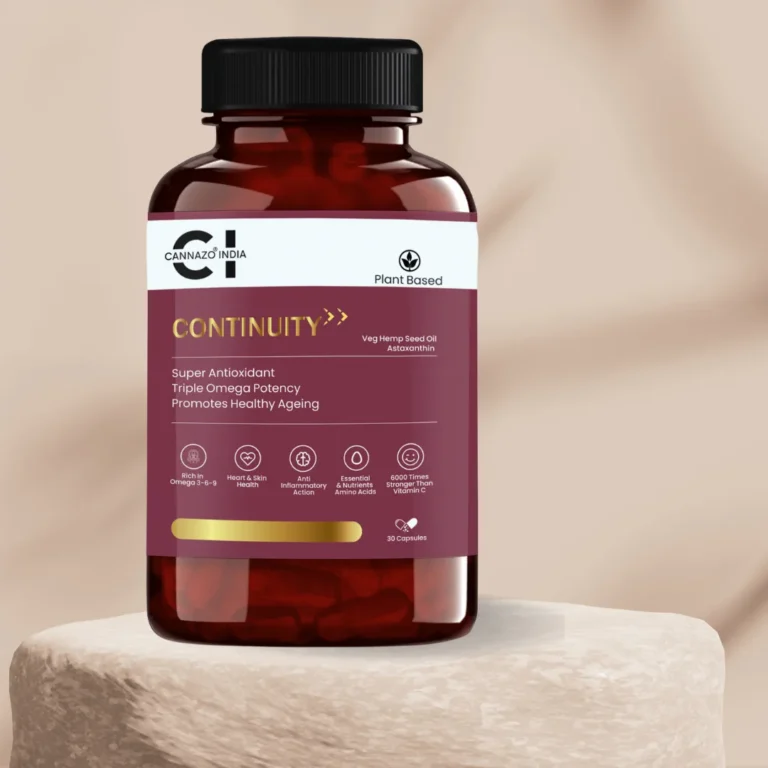 CI
CANNAZO® INDIA
Plant Based
CONTINUITY
Veg Hemp Seed Oil
Astaxanthin
Super Antioxidant
Triple Omega Potency
Promotes Healthy Ageing
Rich In
Omega 3-6-9
Heart & Skin
Health
Anti
Inflammatory
Action
Essential
& Nutrients
Amino Acids
6000 Times
Stronger Than
Vitamin C
30 Capsules